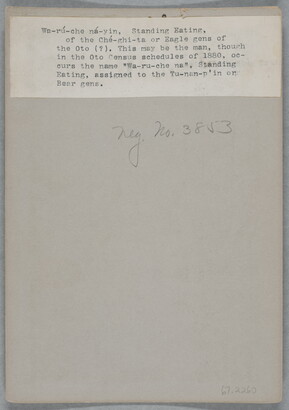 Wa-rú-che ná-yin, Standing Eating,
of the Ché-ghi-ta or Eagle gens of
the Oto (?). This may be the man, though
in the Oto Census schedules of 1880, oc-
curs the name "Wa-ru-che na", Standing
Eating, assigned to the Tu-nan-p'in or
Bear gens.
Neg. No. 3853